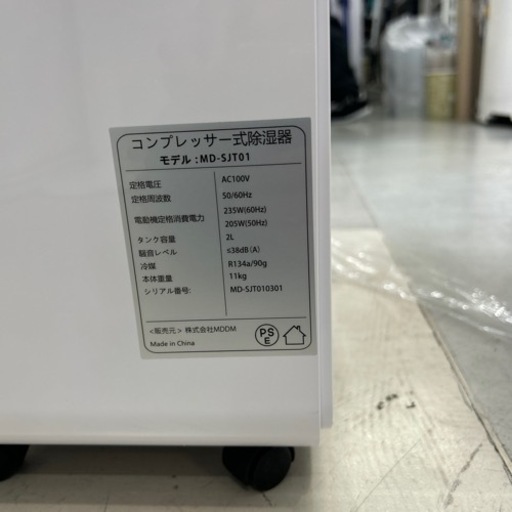 コンプレッサー式除湿器
モデル：MD-SJT01
定格電圧 AC100V
定格周波数 50/60Hz
電動機定格消費電力 235W(60Hz)
205W(50Hz)
タンク容量 2L
騒音レベル ≤38dB（A）
冷媒 R134a/90g
本体重量 11kg
シリアル番号: MD-SJT010301
＜販売元＞ 株式会社MDDM
Made in China
PS
E